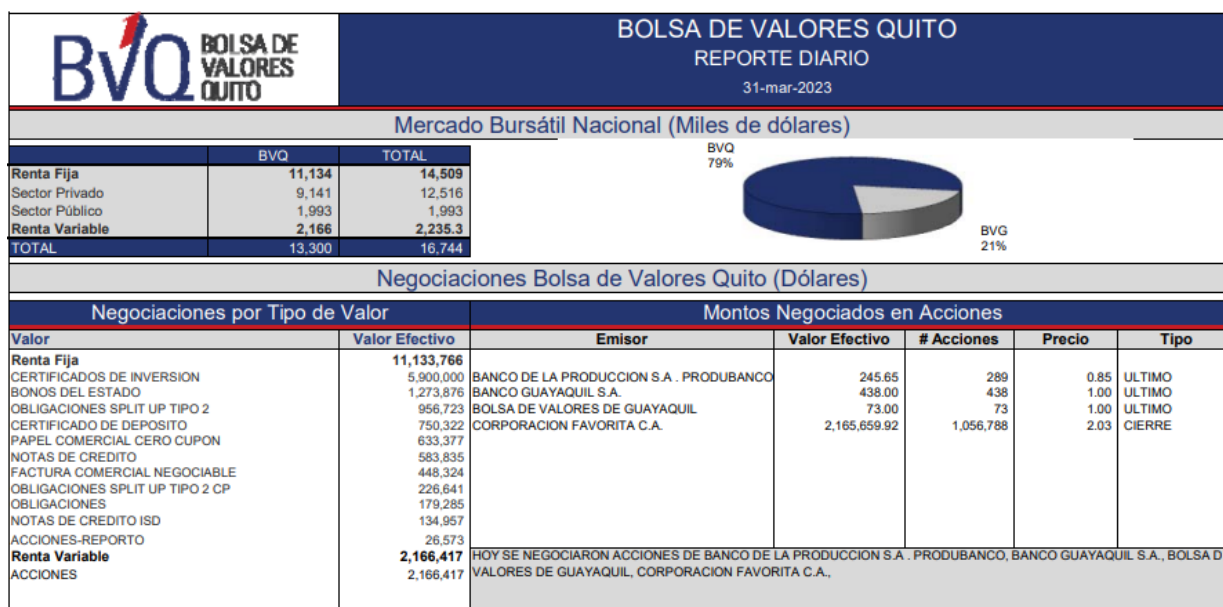 BVQ BOLSA DE
VALORES
QUITO
BOLSA DE VALORES QUITO
REPORTE DIARIO
31-mar-2023
Mercado Bursátil Nacional (Miles de dólares)
BVQ TOTAL
Renta Fija 11,134 14,509
Sector Privado 9,141 12,516
Sector Público 1,993 1,993
Renta Variable 2,166 2,235.3
TOTAL 13,300 16,744
BVQ
79%
BVG
21%
Negociaciones Bolsa de Valores Quito (Dólares)
Negociaciones por Tipo de Valor
Valor Valor Efectivo
Renta Fija 11,133,766
CERTIFICADOS DE INVERSION 5,900,000
BONOS DEL ESTADO 1,273,876
OBLIGACIONES SPLIT UP TIPO 2 956,723
CERTIFICADO DE DEPOSITO 750,322
PAPEL COMERCIAL CERO CUPON 633,377
NOTAS DE CREDITO 583,835
FACTURA COMERCIAL NEGOCIABLE 448,324
OBLIGACIONES SPLIT UP TIPO 2 CP 226,641
OBLIGACIONES 179,285
NOTAS DE CREDITO ISD 134,957
ACCIONES-REPORTO 26,573
Renta Variable 2,166,417
ACCIONES 2,166,417
Montos Negociados en Acciones
Emisor Valor Efectivo # Acciones Precio Tipo
BANCO DE LA PRODUCCION S.A . PRODUBANCO 245.65 289 0.85 ULTIMO
BANCO GUAYAQUIL S.A. 438.00 438 1.00 ULTIMO
BOLSA DE VALORES DE GUAYAQUIL 73.00 73 1.00 ULTIMO
CORPORACION FAVORITA C.A. 2,165,659.92 1,056,788 2.03 CIERRE
HOY SE NEGOCIARON ACCIONES DE BANCO DE LA PRODUCCION S.A . PRODUBANCO, BANCO GUAYAQUIL S.A., BOLSA D
VALORES DE GUAYAQUIL, CORPORACION FAVORITA C.A.,